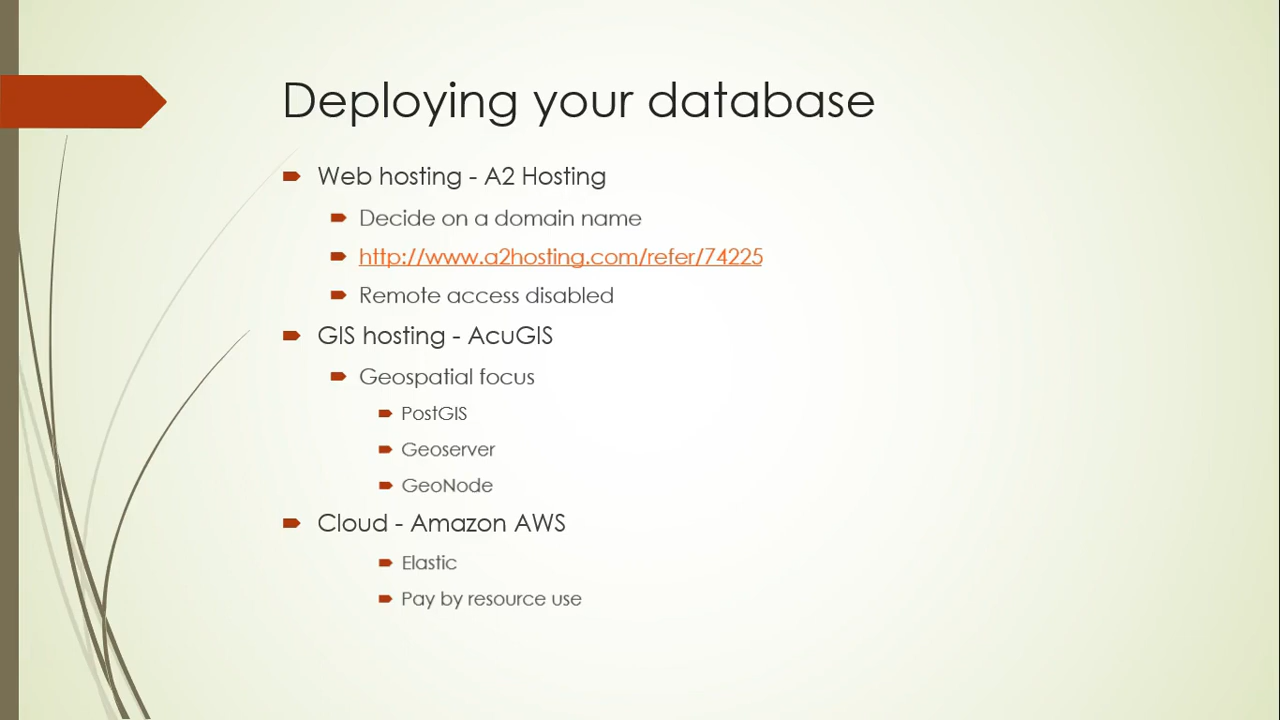 Deploying your database
Web hosting - A2 Hosting
Decide on a domain name
http://www.a2hosting.com/refer/74225
Remote access disabled
GIS hosting - AcuGIS
Geospatial focus
PostGIS
Geoserver
GeoNode
Cloud - Amazon AWS
Elastic
Pay by resource use